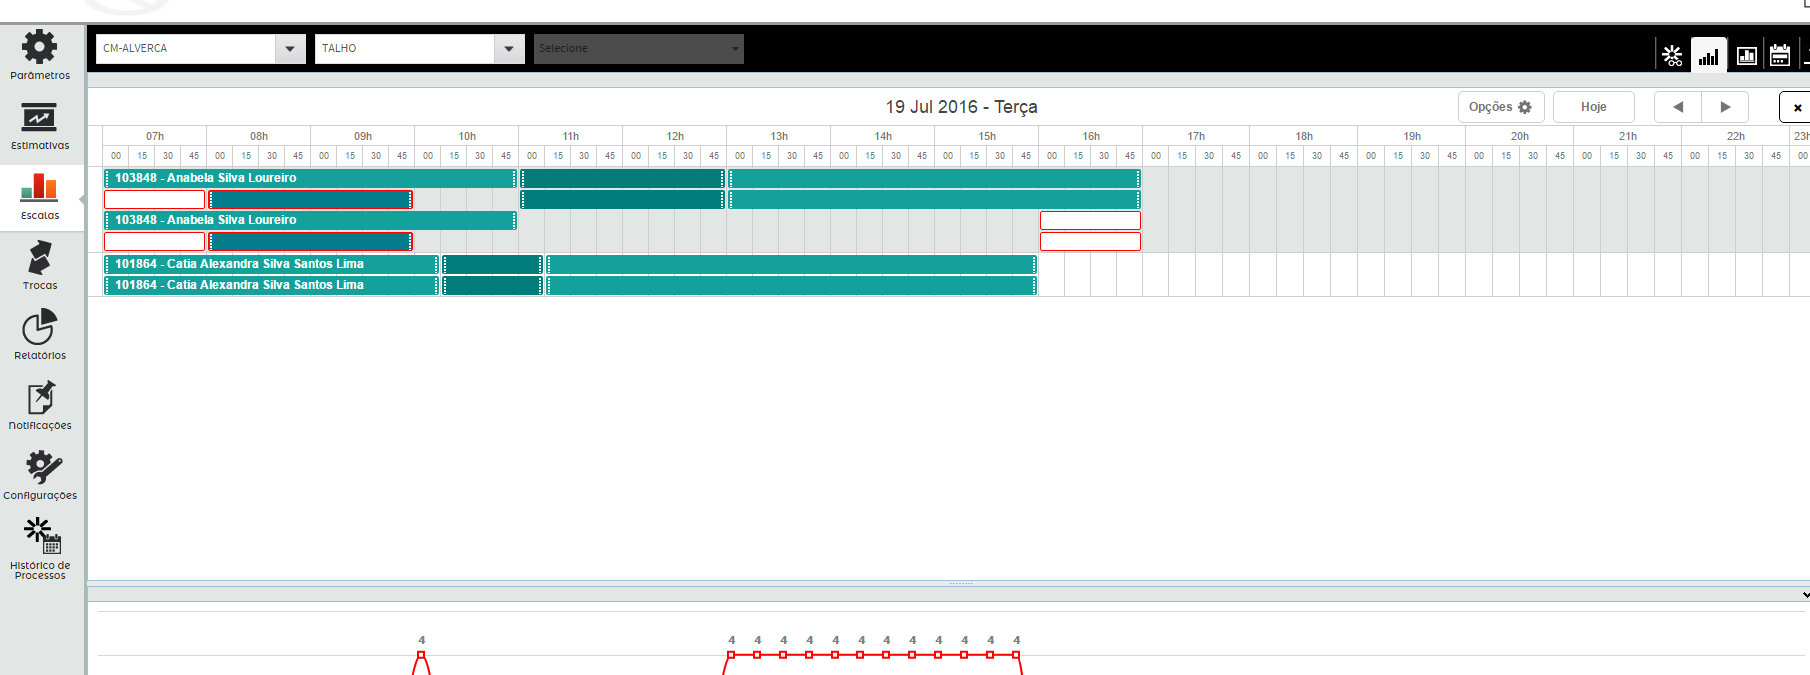 CM-ALVERCA
TALHO
Selecione
Parâmetros
Estimativas
Escalas
Trocas
Relatórios
Notificações
Configurações
Histórico de
Processos
19 Jul 2016 - Terça
Opções
Hoje
07h 08h 09h 10h 11h 12h 13h 14h 15h 16h 17h 18h 19h 20h 21h 22h 23h
00 15 30 45 00 15 30 45 00 15 30 45 00 15 30 45 00 15 30 45 00 15 30 45 00 15 30 45 00 15 30 45 00 15 30 45 00 15 30 45 00 15 30 45 00 15 30 45 00 15 30 45 00 15 30 45 00 15 30 45 00 15 30 45 00
103848 - Anabela Silva Loureiro
103848 - Anabela Silva Loureiro
101864 - Catia Alexandra Silva Santos Lima
101864 - Catia Alexandra Silva Santos Lima
4 4 4 4 4 4 4 4 4 4 4 4 4